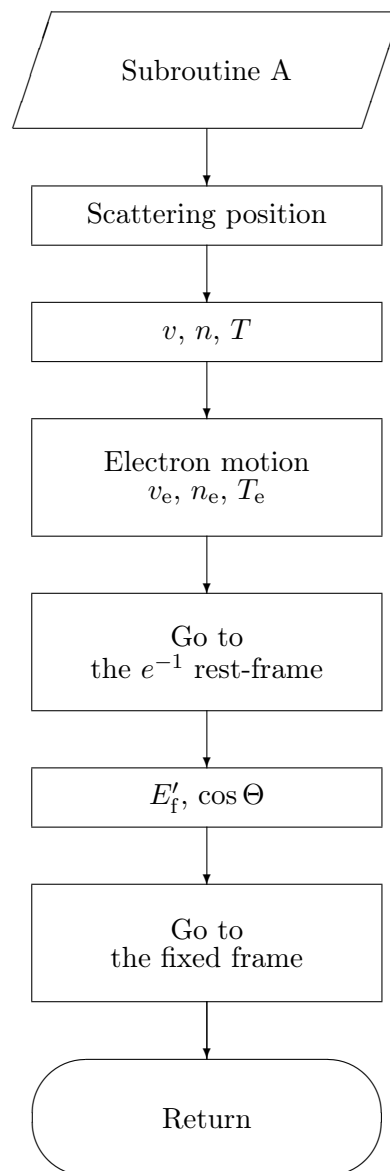 Subroutine A
Scattering position
v, n, T
Electron motion
vₑ, nₑ, Tₑ
Go to
the e⁻¹ rest-frame
E′f, cos Θ
Go to
the fixed frame
Return